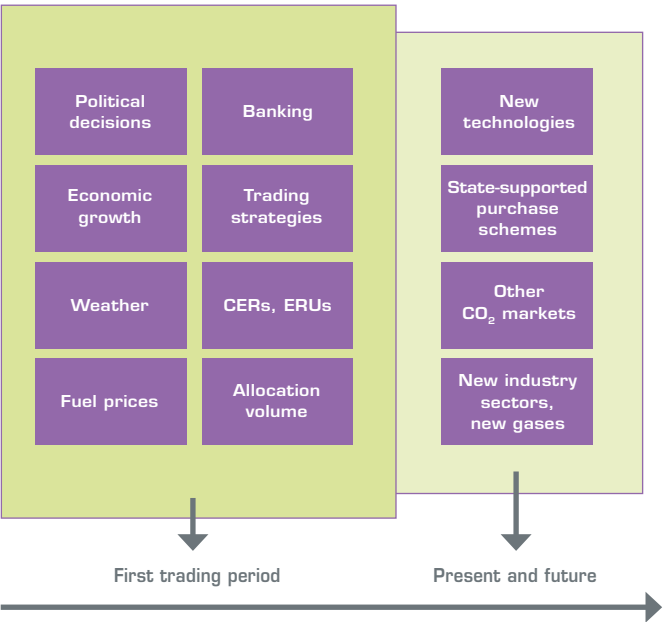 Political
decisions
Banking
Economic
growth
Trading
strategies
Weather
CERs, ERUs
Fuel prices
Allocation
volume
New
technologies
State-supported
purchase
schemes
Other
CO₂ markets
New industry
sectors,
new gases
First trading period
Present and future